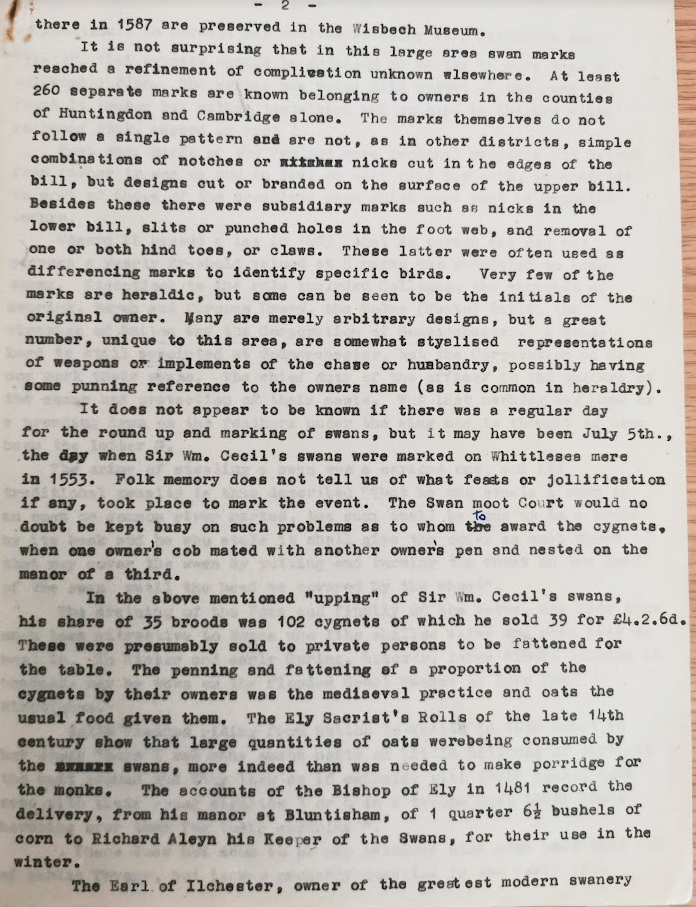 - 2 -
there in 1587 are preserved in the Wisbech Museum.
It is not surprising that in this large area swan marks
reached a refinement of complixation unknown wlsewhere. At least
260 separate marks are known belonging to owners in the counties
of Huntingdon and Cambridge alone. The marks themselves do not
follow a single pattern and are not, as in other districts, simple
combinations of notches or nicks cut in the edges of the
bill, but designs cut or branded on the surface of the upper bill.
Besides these there were subsidiary marks such as nicks in the
lower bill, slits or punched holes in the foot web, and removal of
one or both hind toes, or claws. These latter were often used as
differencing marks to identify specific birds. Very few of the
marks are heraldic, but some can be seen to be the initials of the
original owner. Many are merely arbitrary designs, but a great
number, unique to this area, are somewhat styalised representations
of weapons or implements of the chase or husbandry, possibly having
some punning reference to the owners name (as is common in heraldry).
It does not appear to be known if there was a regular day
for the round up and marking of swans, but it may have been July 5th.,
the day when Sir Wm. Cecil's swans were marked on Whittlesea mere
in 1553. Folk memory does not tell us of what feasts or jollification
if any, took place to mark the event. The Swan moot Court would no
doubt be kept busy on such problems as to whom to award the cygnets,
when one owner's cob mated with another owner's pen and nested on the
manor of a third.
In the above mentioned "upping" of Sir Wm. Cecil's swans,
his share of 35 broods was 102 cygnets of which he sold 39 for £4.2.6d.
These were presumably sold to private persons to be fattened for
the table. The penning and fattening of a proportion of the
cygnets by their owners was the mediaeval practice and oats the
usual food given them. The Ely Sacrist's Rolls of the late 14th
century show that large quantities of oats werebeing consumed by
the swans, more indeed than was needed to make porridge for
the monks. The accounts of the Bishop of Ely in 1481 record the
delivery, from his manor at Bluntisham, of 1 quarter 6½ bushels of
corn to Richard Aleyn his Keeper of the Swans, for their use in the
winter.
The Earl of Ilchester, owner of the greatest modern swanery